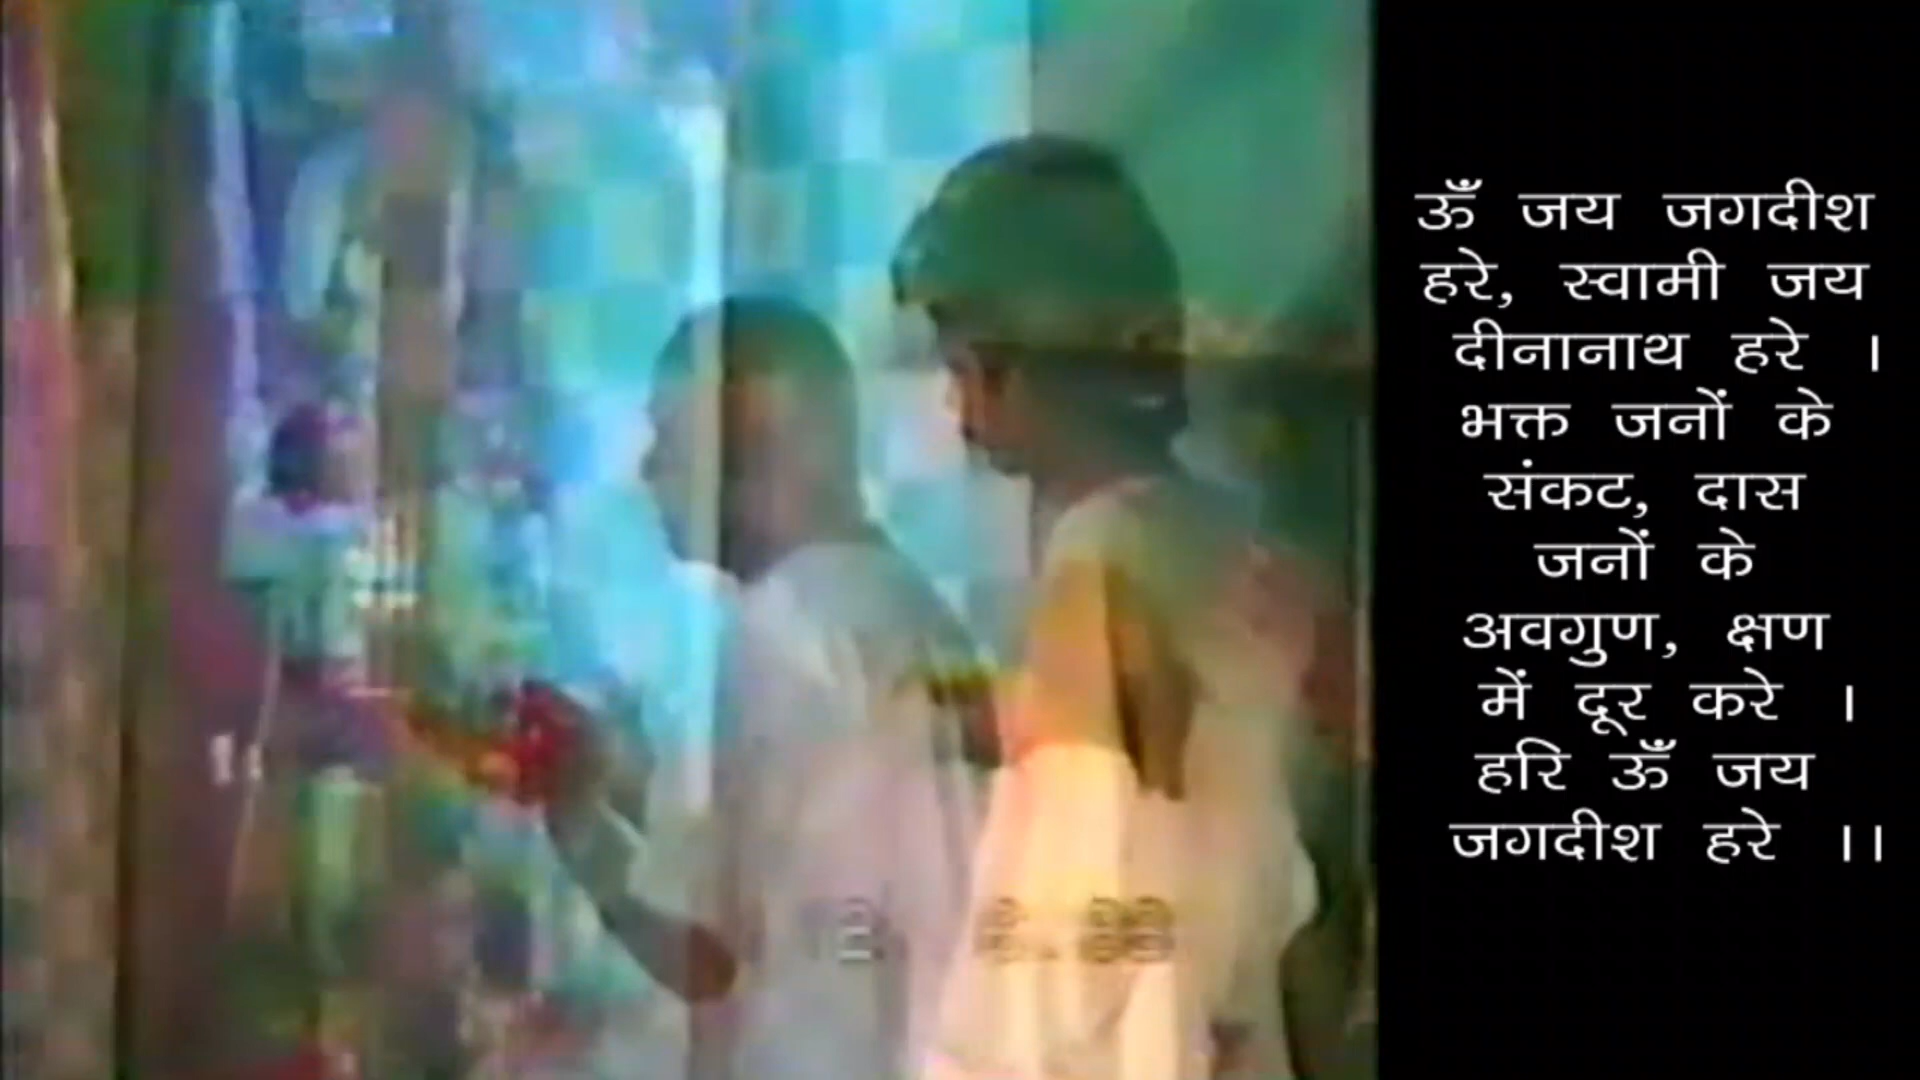 ऊँ जय जगदीश
हरे, स्वामी जय
दीनानाथ हरे ।
भक्त जनों के
संकट, दास
जनों के
अवगुण, क्षण
में दूर करे ।
हरि ऊँ जय
जगदीश हरे ।।